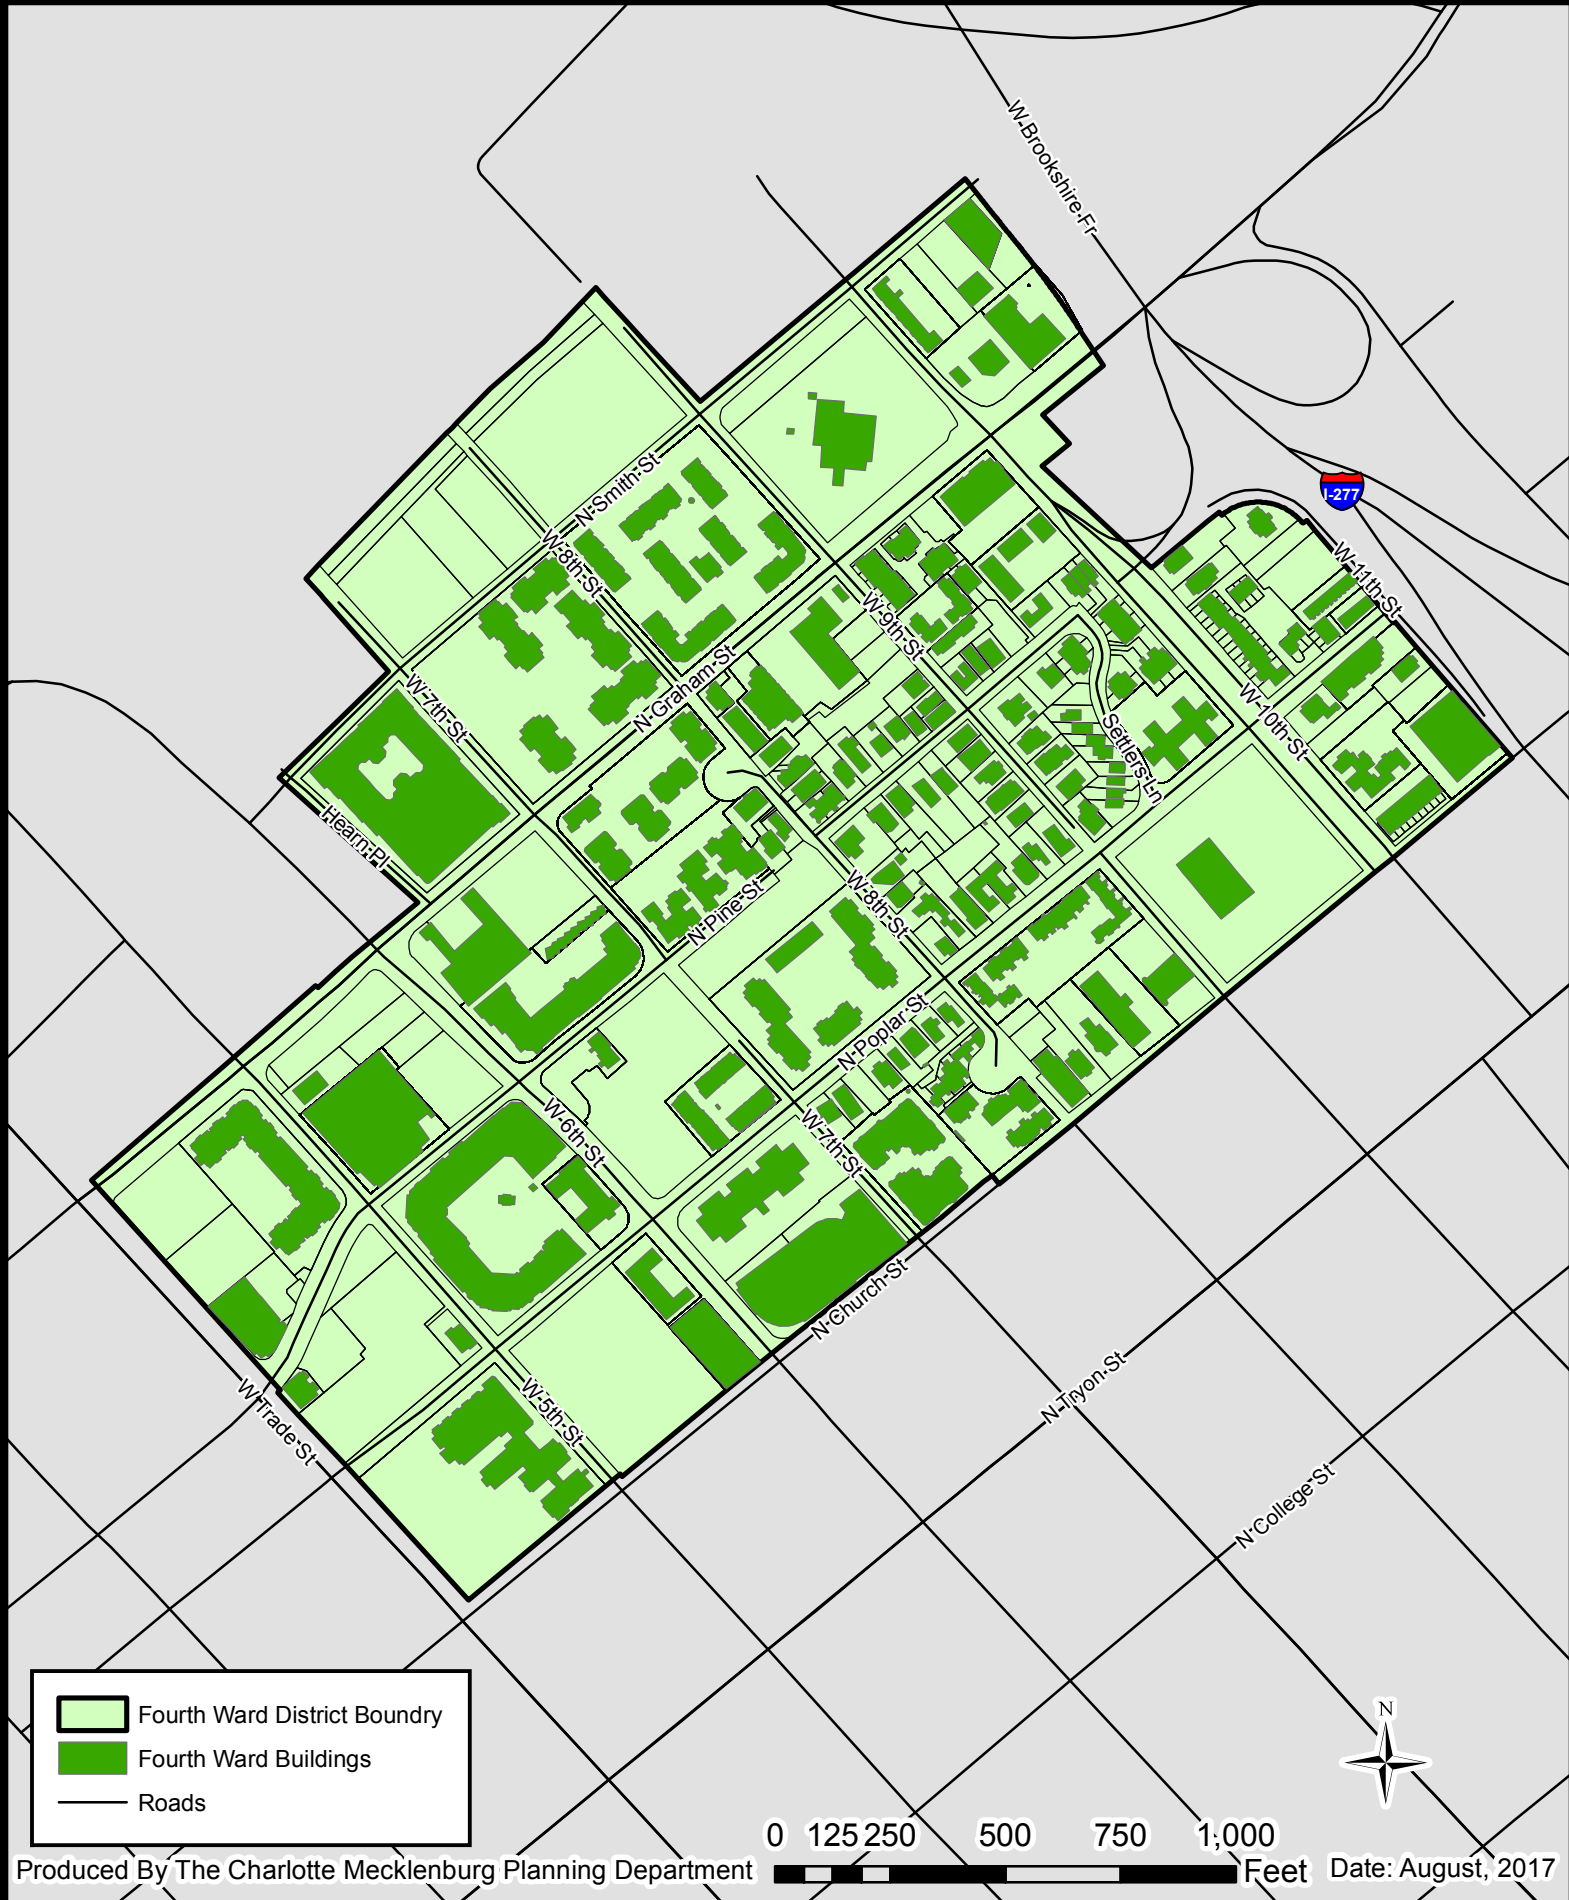 W Brookshire Fr
I-277
N Smith St
W 8th St
W 11th St
W 9th St
N Graham St
W 7th St
W 10th St
Settlers Ln
Hearn Pl
N Pine St
W 8th St
N Poplar St
W 6th St
W 7th St
N Church St
W 5th St
W Trade St
N Tryon St
N College St
N
Fourth Ward District Boundry
Fourth Ward Buildings
Roads
0 125 250 500 750 1,000
Feet
Produced By The Charlotte Mecklenburg Planning Department
Date: August, 2017